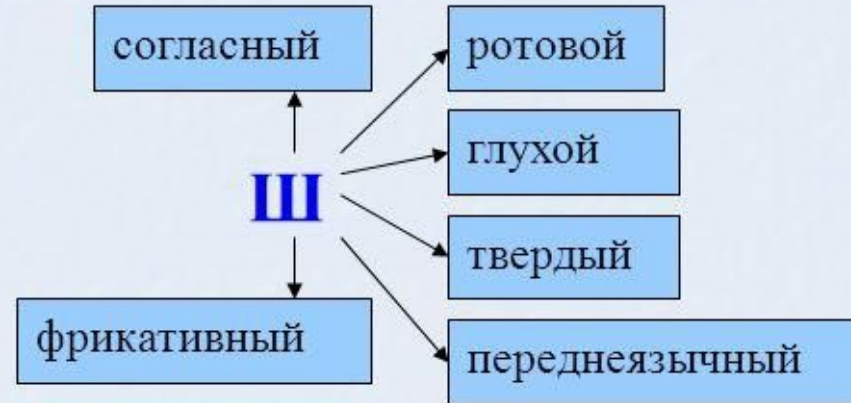 согласный
ротовой
глухой
Ш
твердый
фрикативный
переднеязычный